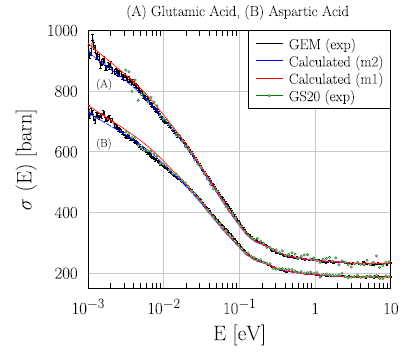 (A) Glutamic Acid, (B) Aspartic Acid
1000
800
600
400
200
σ (E) [barn]
GEM (exp)
Calculated (m2)
Calculated (m1)
GS20 (exp)
(A)
(B)
10⁻³ 10⁻² 10⁻¹ 1 10
E [eV]